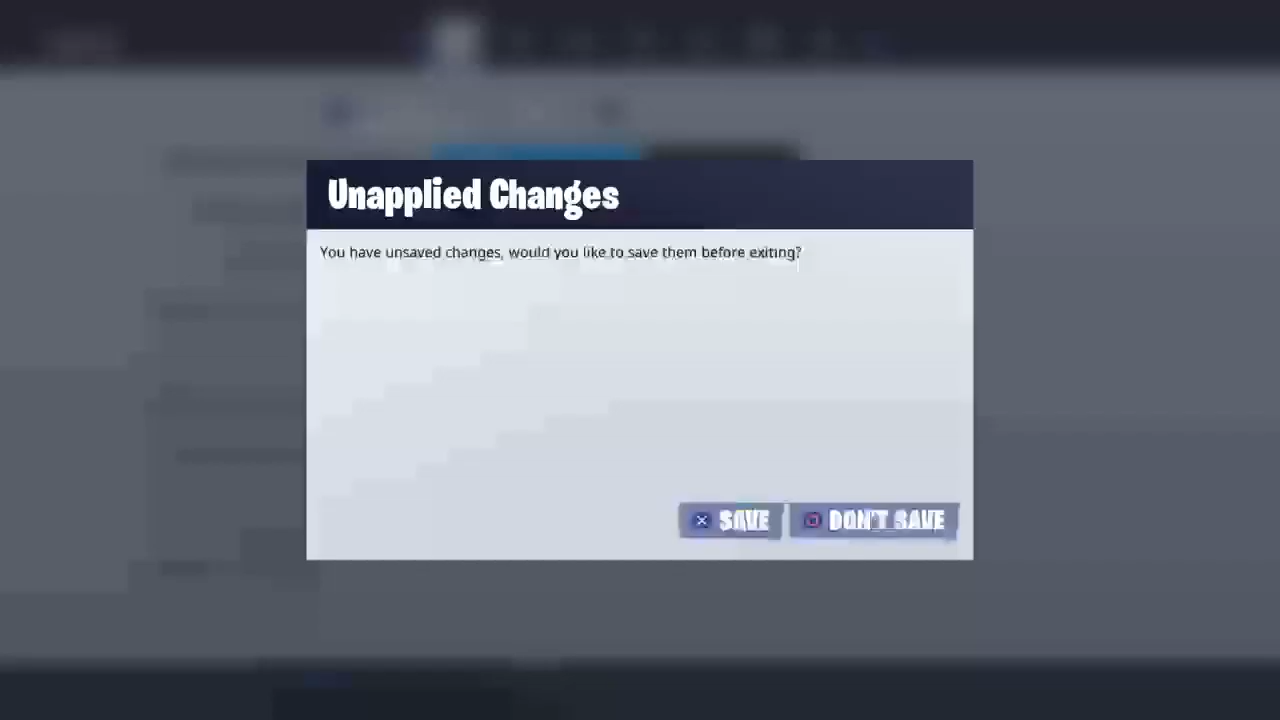 Unapplied Changes
You have unsaved changes, would you like to save them before exiting?
SAVE
DON'T SAVE